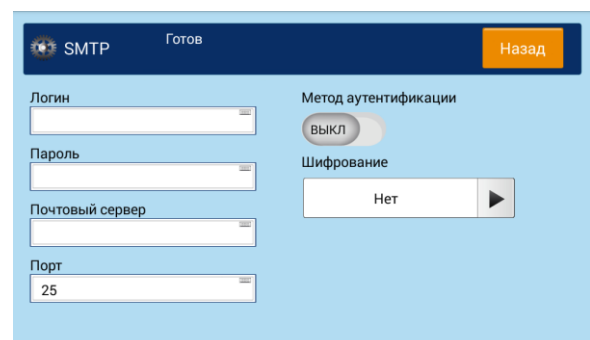 SMTP
Готов
Назад
Логин
Пароль
Почтовый сервер
Порт
25
Метод аутентификации
ВЫКЛ
Шифрование
Нет